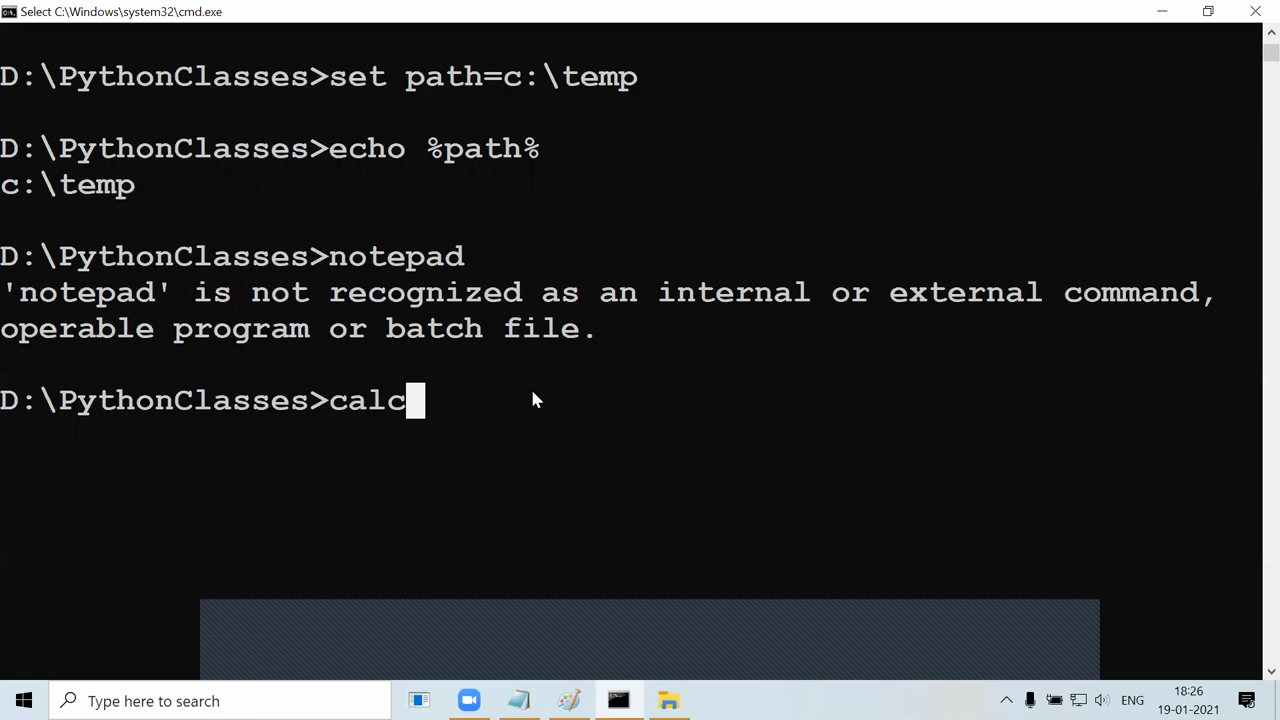 Select C:\Windows\system32\cmd.exe
D:\PythonClasses>set path=c:\temp
D:\PythonClasses>echo %path%
c:\temp
D:\PythonClasses>notepad
'notepad' is not recognized as an internal or external command,
operable program or batch file.
D:\PythonClasses>calc
Type here to search
ENG
18:26
19-01-2021